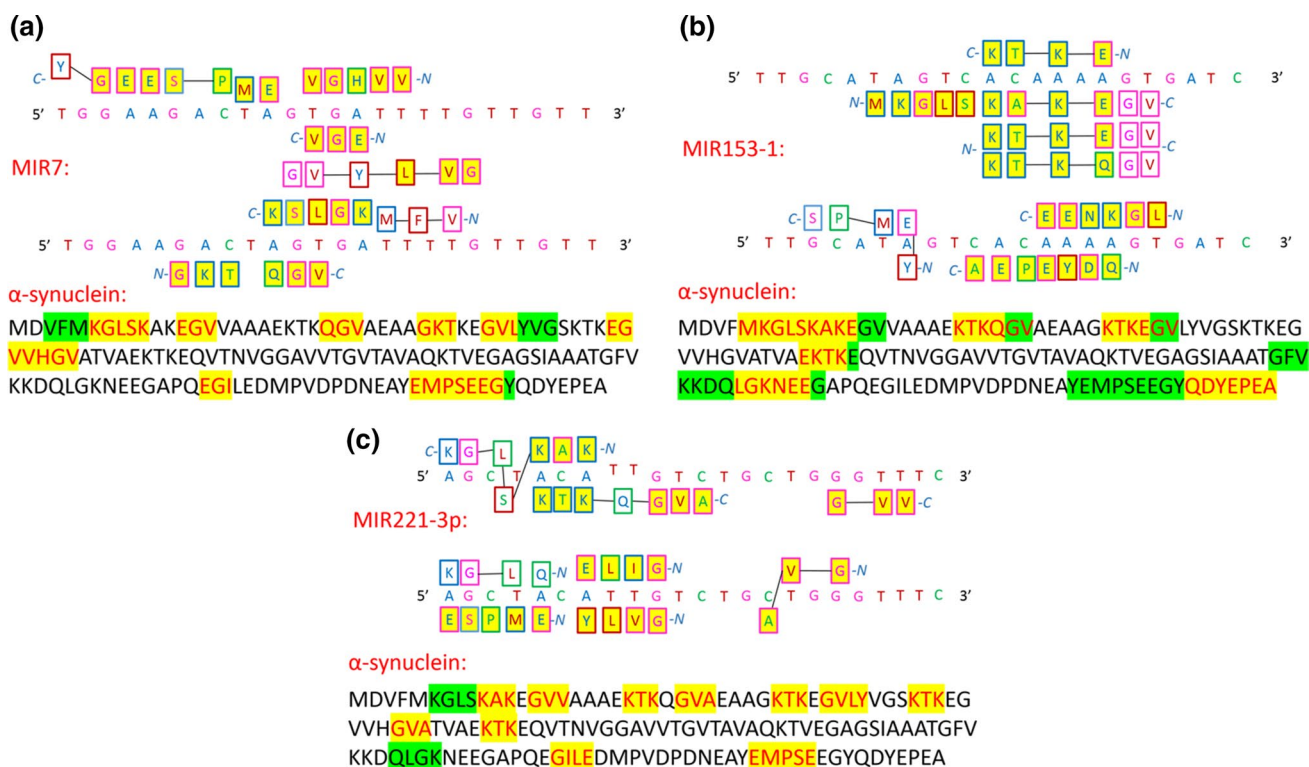 (a)
Y
C- G E E S P M E V G H V V -N
5' T G G A A G A C T A G T G A T T T T G T T G T T 3'
C- V G E -N
MIR7:
G V Y L V G
C- K S L G K M F V -N
5' T G G A A G A C T A G T G A T T T T G T T G T T 3'
N- G K T Q G V -C
α-synuclein:
MDVFMKGLSKAKEGVVAAAEKTKQGVAEAAGKTKEGVLYVGSKTKEG
VVHGVATVAEKTKEQVTNVGGAVVTGVTAVAQKTVEGAGSIAAATGFV
KKDQLGKNEEGAPQEGILEDMPVDPDNEAYEMPSEEGYQDYEPEA
(b)
C- K T K E -N
5' T T G C A T A G T C A C A A A A G T G A T C 3'
N- M K G L S K A K E G V -C
MIR153-1:
K T K E G V
N- -C
K T K Q G V
C- S P M E
C- E E N K G L -N
5' T T G C A T A G T C A C A A A A G T G A T C 3'
Y -N
C- A E P E Y D Q -N
α-synuclein:
MDVFMKGLSKAKEGVVAAAEKTKQGVAEAAGKTKEGVLYVGSKTKEG
VVHGVATVAEKTKEQVTNVGGAVVTGVTAVAQKTVEGAGSIAAATGFV
KKDQLGKNEEGAPQEGILEDMPVDPDNEAYEMPSEEGYQDYEPEA
(c)
C- K G L K A K -N
5' A G C T A C A T T G T C T G C T G G G T T T C 3'
S K T K Q G V A -C G V V -C
MIR221-3p:
K G L Q -N E L I G -N V G -N
5' A G C T A C A T T G T C T G C T G G G T T T C 3'
E S P M E -N Y L V G -N A
α-synuclein:
MDVFMKGLSKAKEGVVAAAEKTKQGVAEAAGKTKEGVLYVGSKTKEG
VVHGVATVAEKTKEQVTNVGGAVVTGVTAVAQKTVEGAGSIAAATGFV
KKDQLGKNEEGAPQEGILEDMPVDPDNEAYEMPSEEGYQDYEPEA